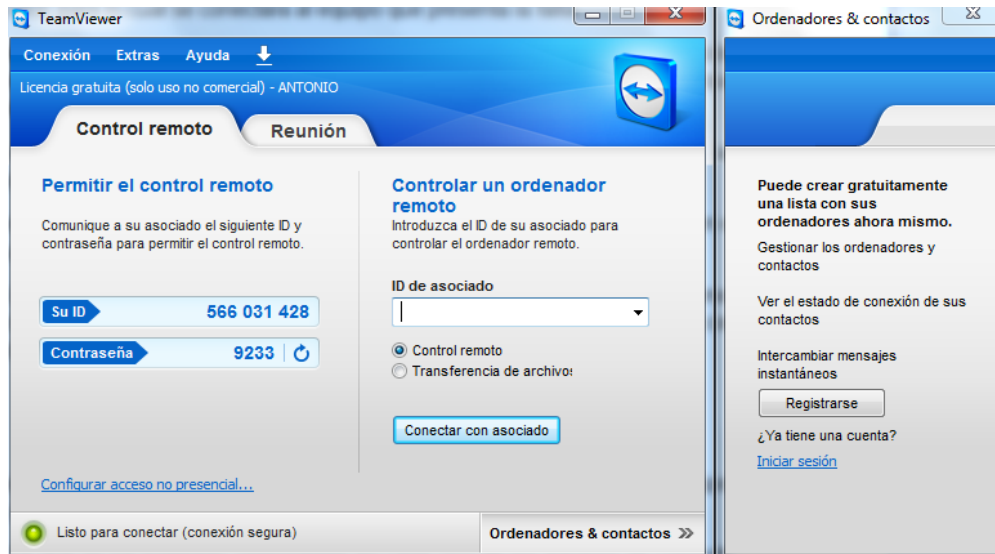 TeamViewer
Conexión Extras Ayuda
Licencia gratuita (solo uso no comercial) - ANTONIO
Control remoto Reunión
Permitir el control remoto
Comunique a su asociado el siguiente ID y
contraseña para permitir el control remoto.
Su ID 566 031 428
Contraseña 9233
Configurar acceso no presencial...
Controlar un ordenador
remoto
Introduzca el ID de su asociado para
controlar el ordenador remoto.
ID de asociado
Control remoto
Transferencia de archivos
Conectar con asociado
Listo para conectar (conexión segura)
Ordenadores & contactos
Ordenadores & contactos
Puede crear gratuitamente
una lista con sus
ordenadores ahora mismo.
Gestionar los ordenadores y
contactos
Ver el estado de conexión de sus
contactos
Intercambiar mensajes
instantáneos
Registrarse
¿Ya tiene una cuenta?
Iniciar sesión